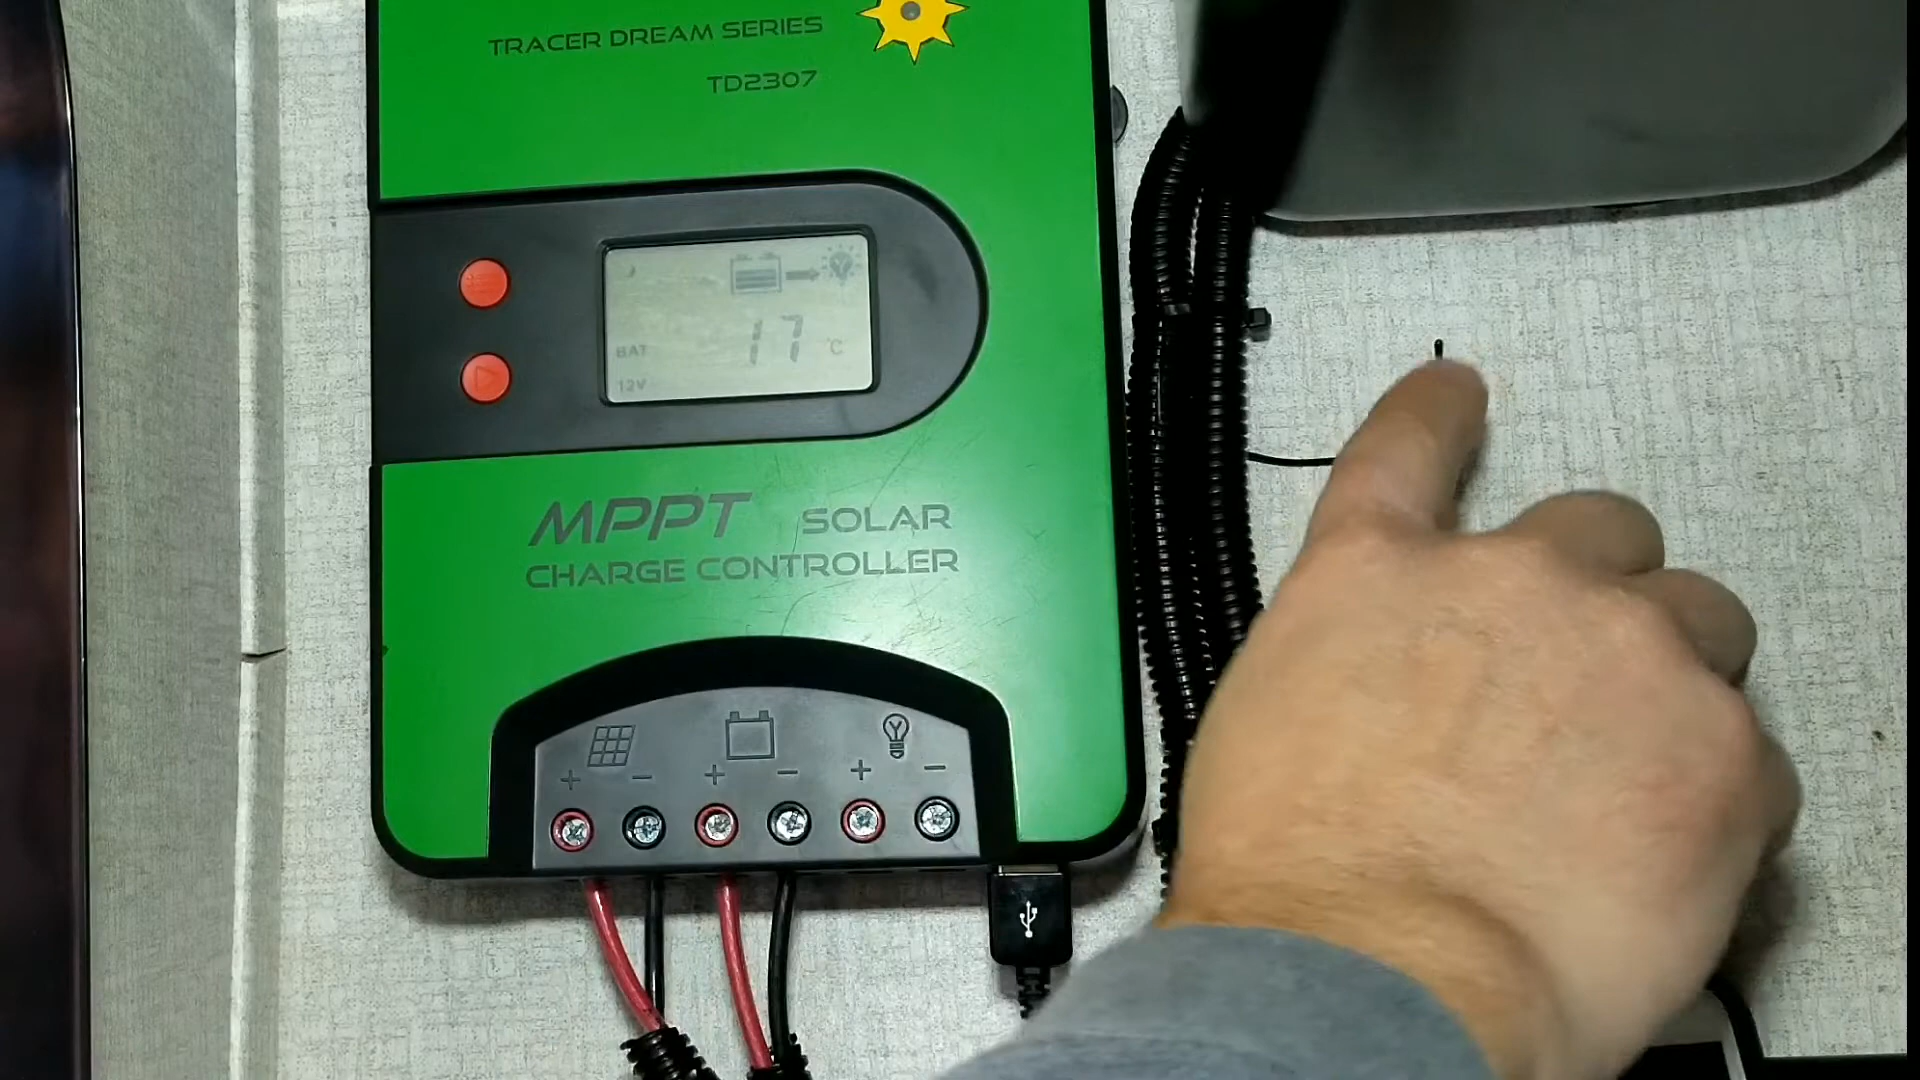 TRACER DREAM SERIES
TD2307
17 °C
BAT
12V
MPPT SOLAR
CHARGE CONTROLLER
+ − + − + −